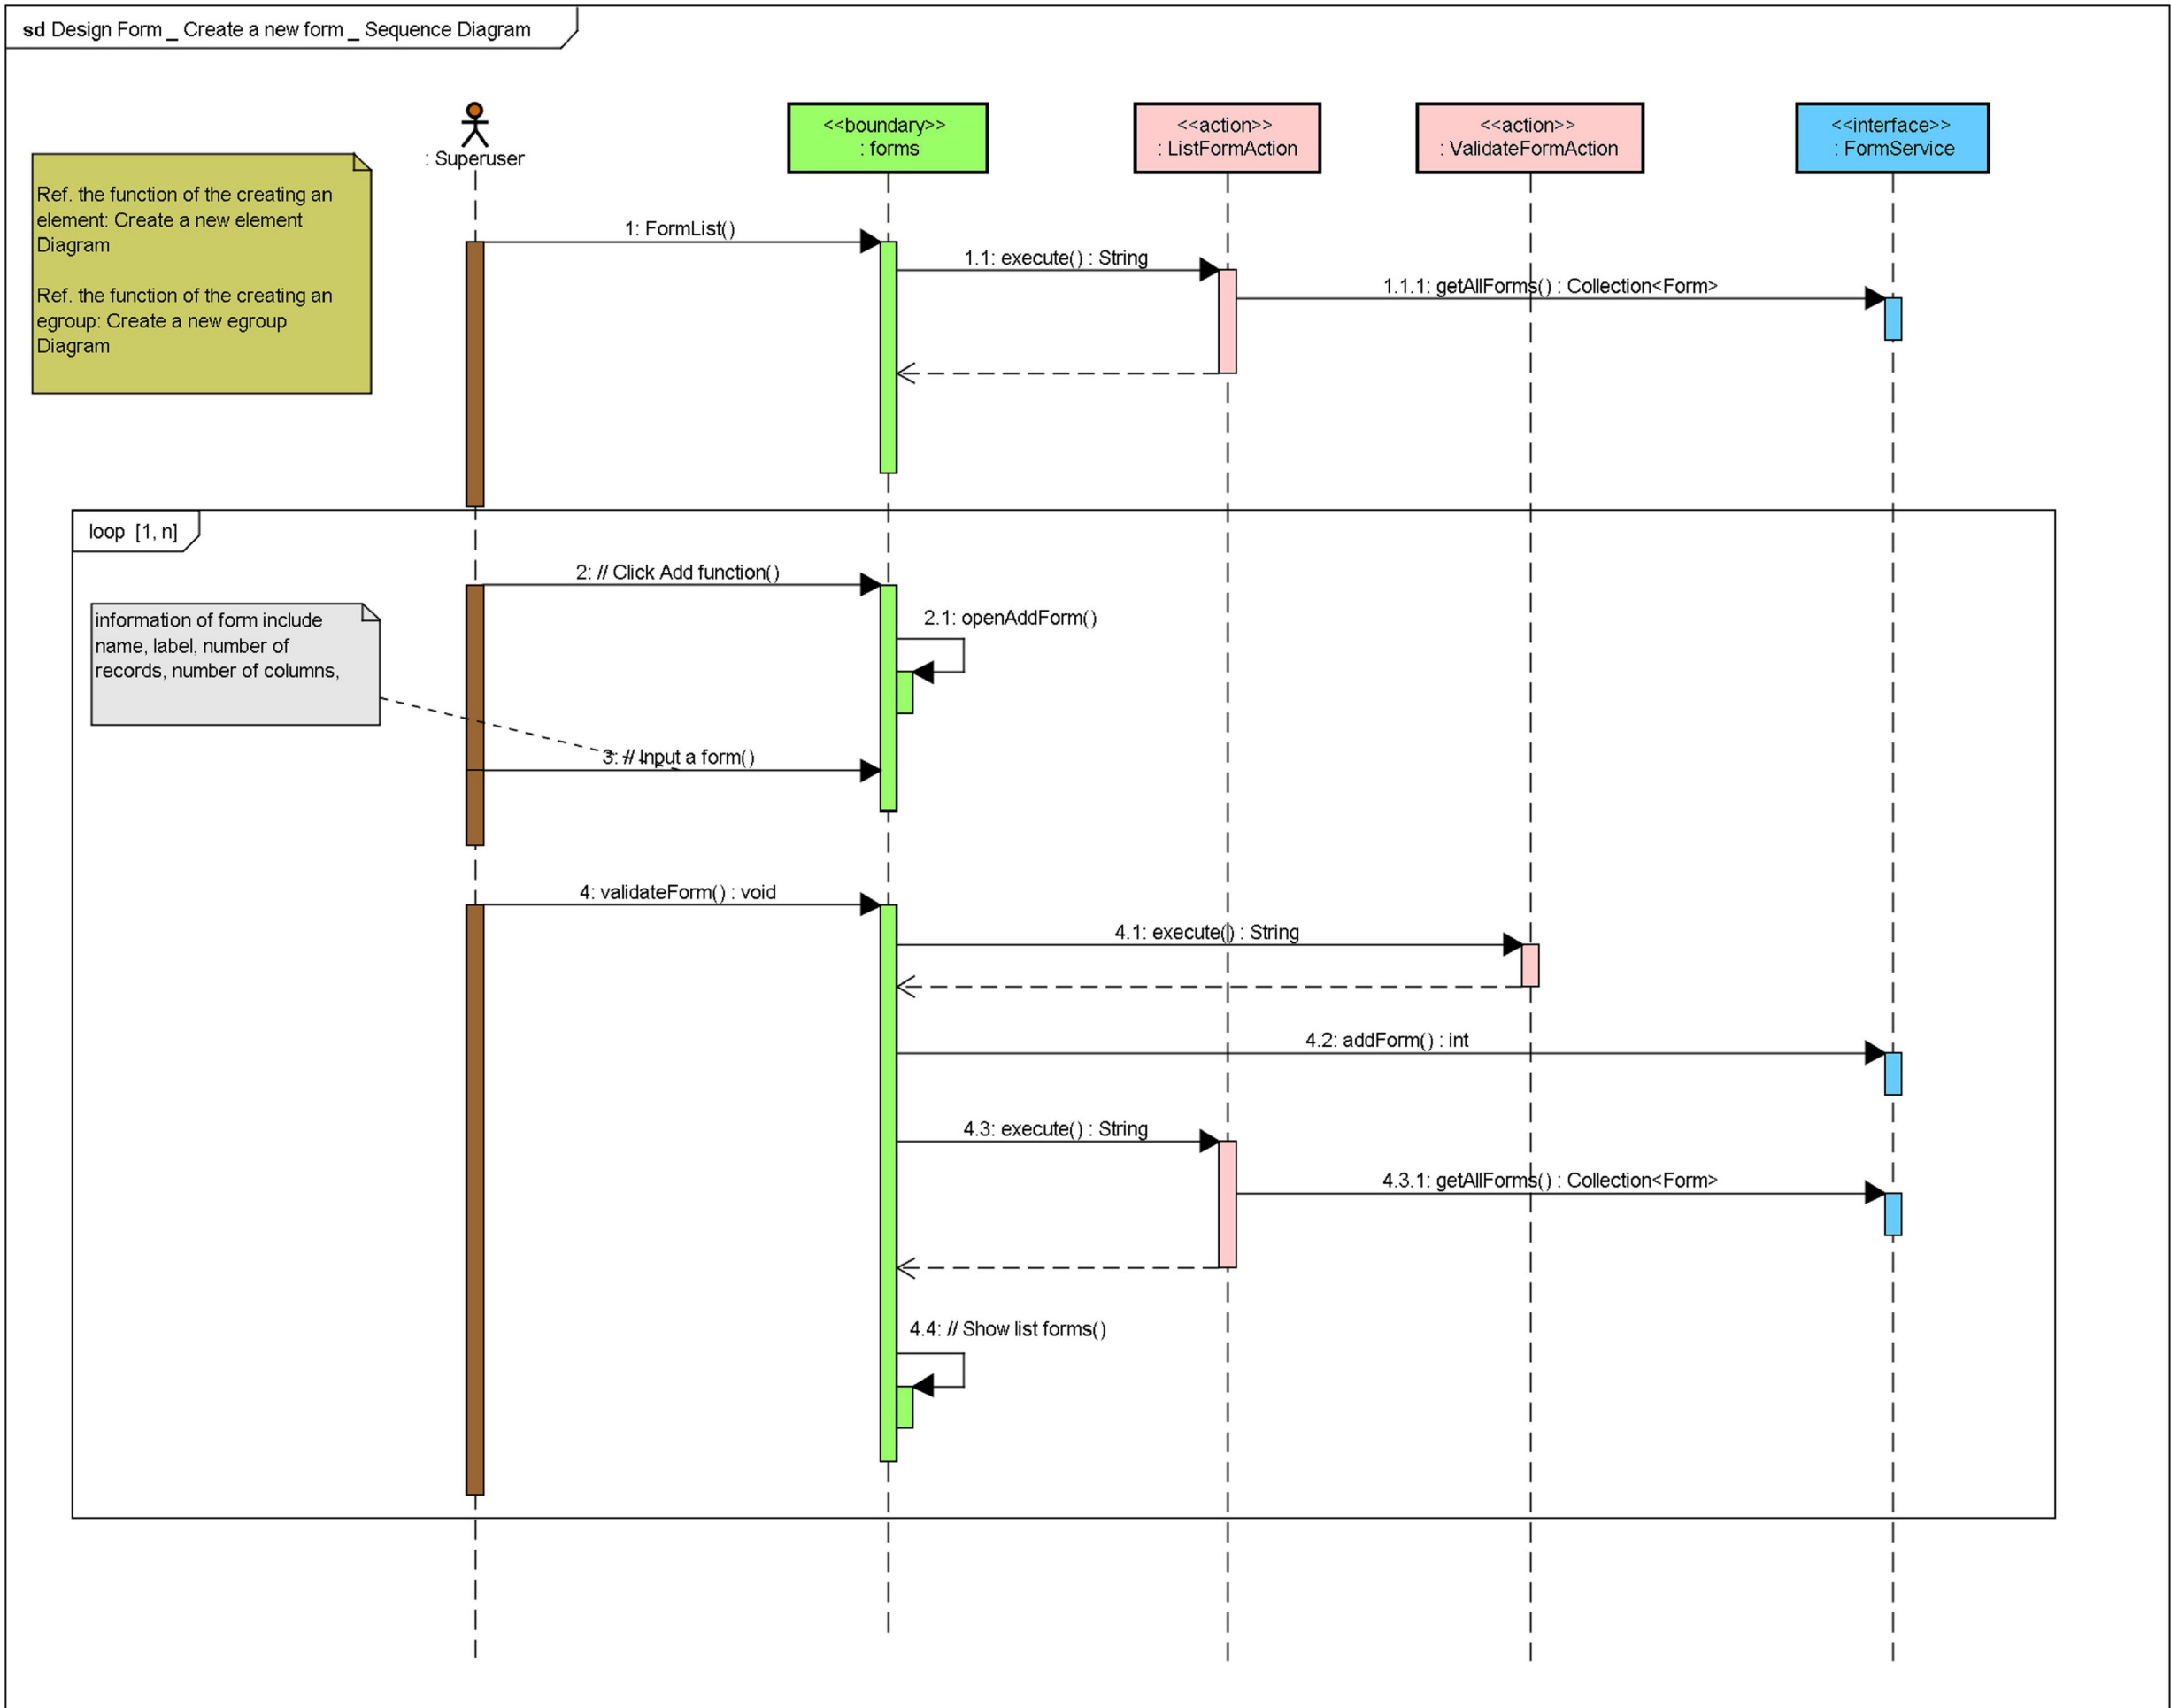 sd Design Form _ Create a new form _ Sequence Diagram
<<boundary>>
: forms
<<action>>
: ListFormAction
<<action>>
: ValidateFormAction
<<interface>>
: FormService
: Superuser
Ref. the function of the creating an
element: Create a new element
Diagram
Ref. the function of the creating an
egroup: Create a new egroup
Diagram
1: FormList()
1.1: execute() : String
1.1.1: getAllForms() : Collection<Form>
loop [1, n]
2: // Click Add function()
2.1: openAddForm()
information of form include
name, label, number of
records, number of columns,
3: // Input a form()
4: validateForm() : void
4.1: execute() : String
4.2: addForm() : int
4.3: execute() : String
4.3.1: getAllForms() : Collection<Form>
4.4: // Show list forms()